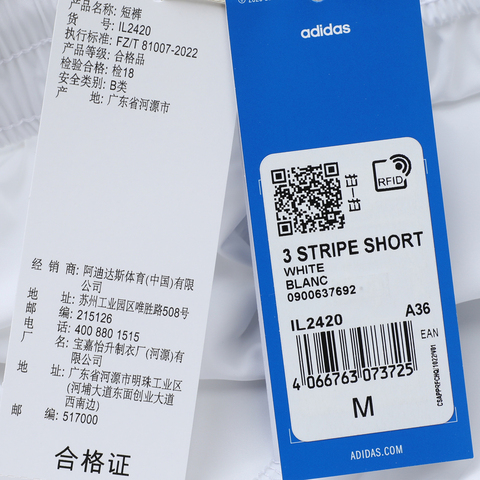 产品名称: 短裤
货 号: IL2420
执行标准: FZ/T 81007-2022
产品等级: 合格品
检验合格: 检18
安全类别: B类
产 地: 广东省河源市
经 销 商: 阿迪达斯体育(中国)有限
公司
地 址: 苏州工业园区唯胜路508号
邮 编: 215126
电 话: 400 880 1515
厂 名: 宝嘉怡升制衣厂(河源)有
限公司
地 址: 广东省河源市明珠工业区
(河埔大道东面创业大道
西南边)
邮 编: 517000
合格证
adidas
RFID
3 STRIPE SHORT
WHITE
BLANC
0900637692
IL2420 A36
EAN
4 066763 073725
M
ADIDAS.COM